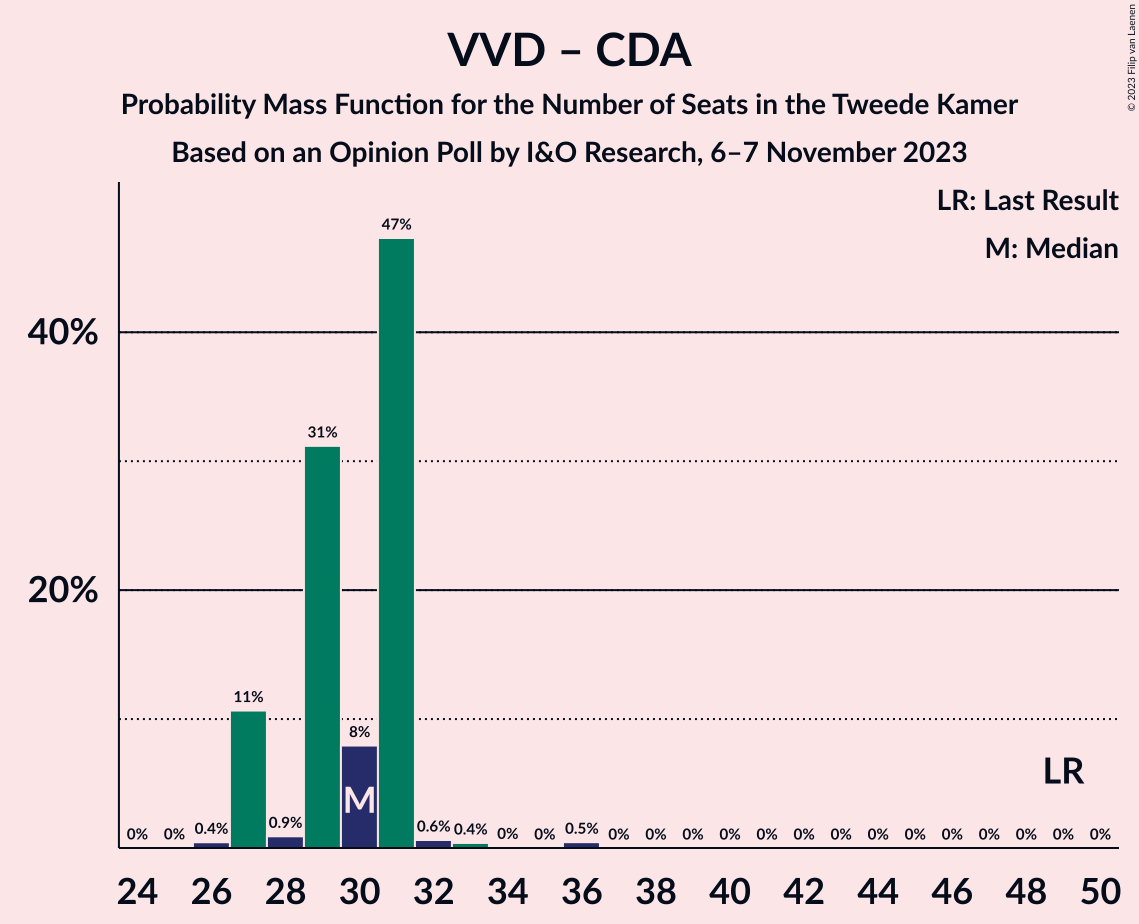 VVD – CDA
Probability Mass Function for the Number of Seats in the Tweede Kamer
Based on an Opinion Poll by I&O Research, 6–7 November 2023
© 2023 Filip van Laenen
LR: Last Result
M: Median
40%
20%
0% 0% 0.4% 11% 0.9% 31% 8% 47% 0.6% 0.4% 0% 0% 0.5% 0% 0% 0% 0% 0% 0% 0% 0% 0% 0% 0% 0% 0% 0%
M
LR
24 26 28 30 32 34 36 38 40 42 44 46 48 50